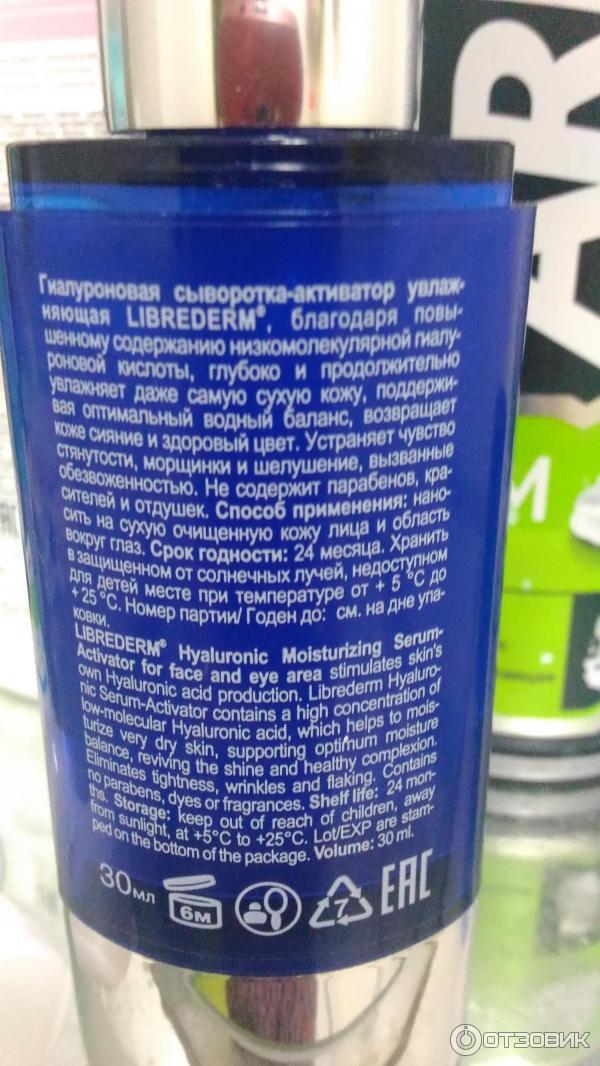 Гиалуроновая сыворотка-активатор увлаж-
няющая LIBREDERM®, благодаря повы-
шенному содержанию низкомолекулярной гиалу-
роновой кислоты, глубоко и продолжительно
увлажняет даже самую сухую кожу, поддержи-
вая оптимальный водный баланс, возвращает
коже сияние и здоровый цвет. Устраняет чувство
стянутости, морщинки и шелушение, вызванные
обезвоженностью. Не содержит парабенов, кра-
сителей и отдушек. Способ применения: нано-
сить на сухую очищенную кожу лица и область
вокруг глаз. Срок годности: 24 месяца. Хранить
в защищенном от солнечных лучей, недоступном
для детей месте при температуре от + 5 °C до
+ 25 °C. Номер партии/ Годен до: см. на дне упа-
ковки.
LIBREDERM® Hyaluronic Moisturizing Serum-
Activator for face and eye area stimulates skin's
own Hyaluronic acid production. Librederm Hyaluro-
nic Serum-Activator contains a high concentration of
low-molecular Hyaluronic acid, which helps to mois-
turize very dry skin, supporting optimum moisture
balance, reviving the shine and healthy complexion.
Eliminates tightness, wrinkles and flaking. Contains
no parabens, dyes or fragrances. Shelf life: 24 mon-
ths. Storage: keep out of reach of children, away
from sunlight, at +5°C to +25°C. Lot/EXP are stam-
ped on the bottom of the package. Volume: 30 ml.
30 мл 6м 7 EAC
AR
М
ОТЗОВИК